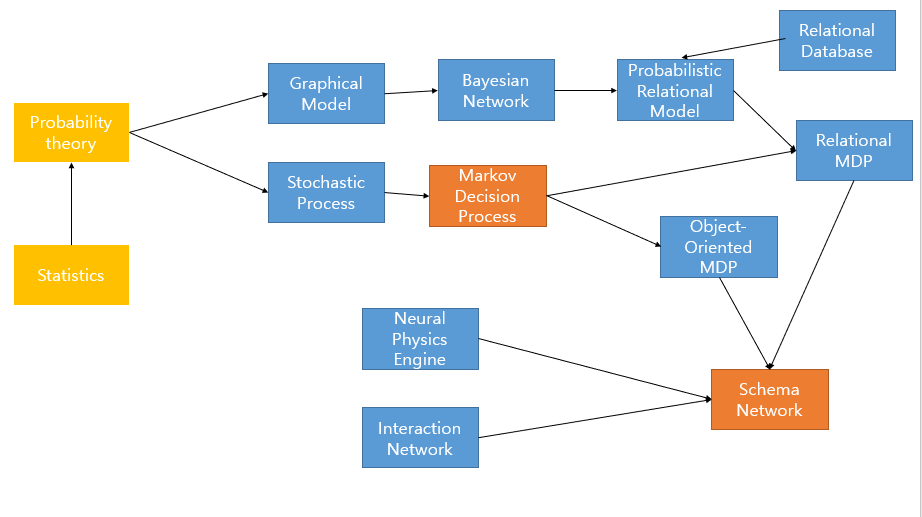 Relational
Database
Graphical
Model
Bayesian
Network
Probabilistic
Relational
Model
Probability
theory
Relational
MDP
Stochastic
Process
Markov
Decision
Process
Object-
Oriented
MDP
Statistics
Neural
Physics
Engine
Schema
Network
Interaction
Network